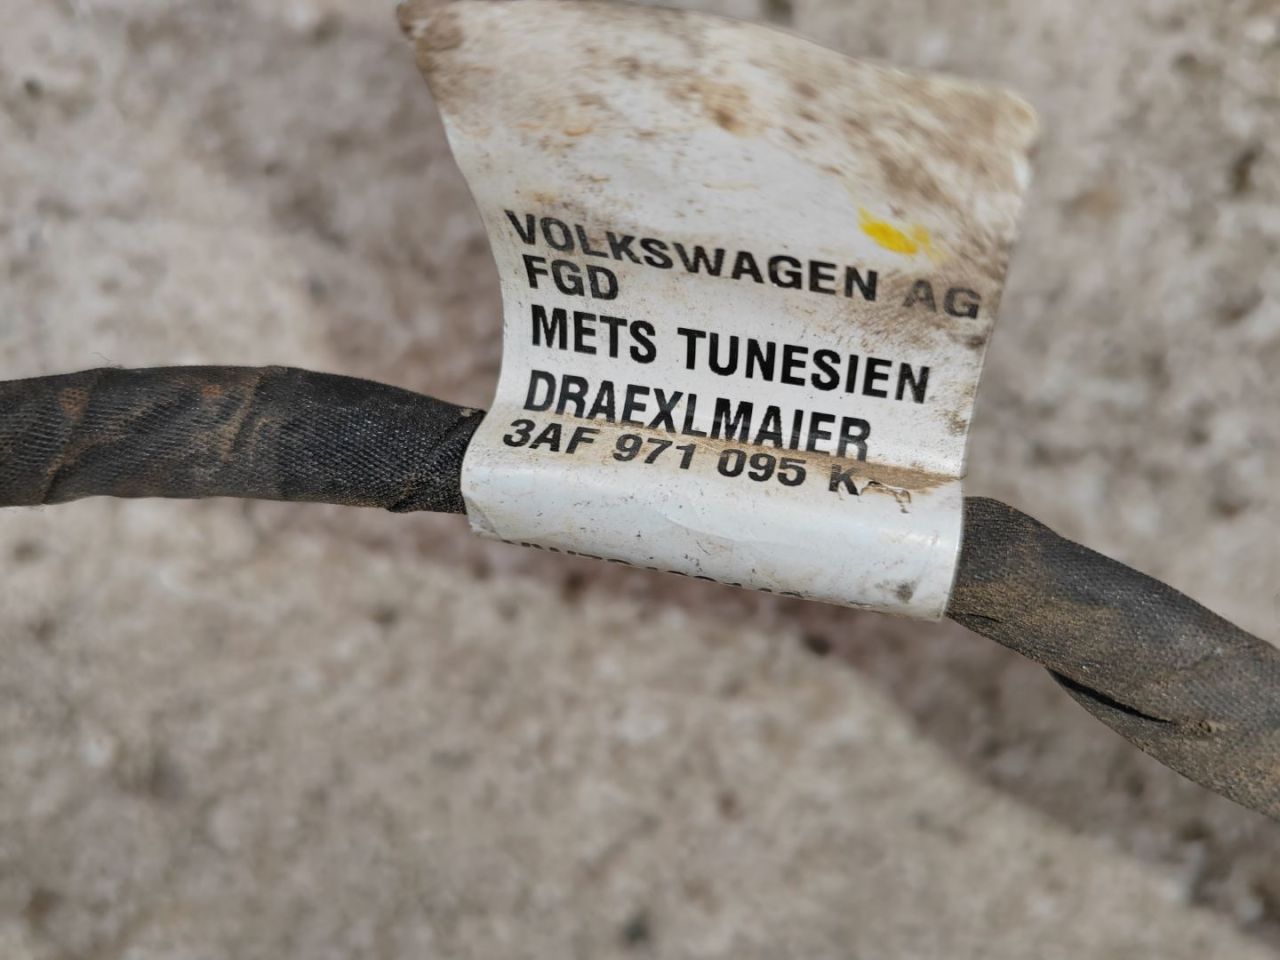 VOLKSWAGEN AG
FGD
METS TUNESIEN
DRAEXLMAIER
3AF 971 095 K